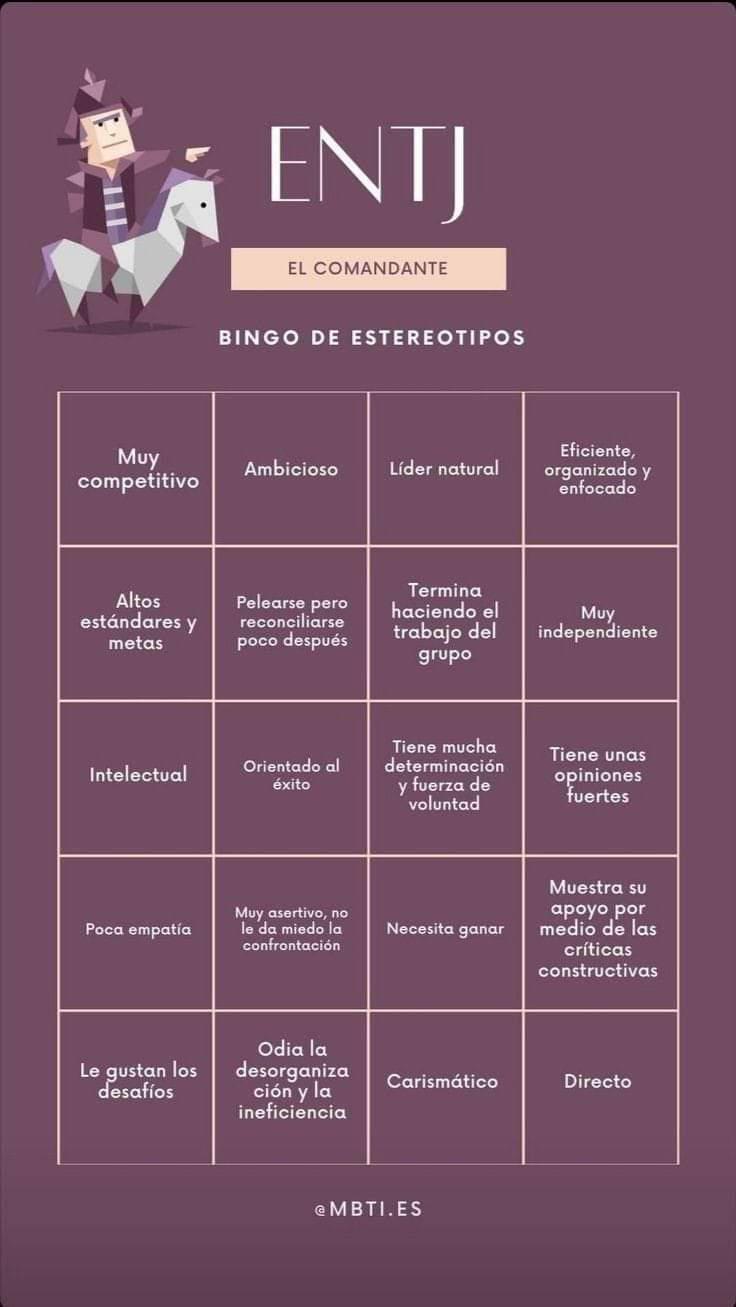 ENTJ
EL COMANDANTE
BINGO DE ESTEREOTIPOS
Muy
competitivo
Ambicioso
Líder natural
Eficiente,
organizado y
enfocado
Altos
estándares y
metas
Pelearse pero
reconciliarse
poco después
Termina
haciendo el
trabajo del
grupo
Muy
independiente
Intelectual
Orientado al
éxito
Tiene mucha
determinación
y fuerza de
voluntad
Tiene unas
opiniones
fuertes
Poca empatía
Muy asertivo, no
le da miedo la
confrontación
Necesita ganar
Muestra su
apoyo por
medio de las
críticas
constructivas
Le gustan los
desafíos
Odia la
desorganiza
ción y la
ineficiencia
Carismático
Directo
@MBTI.ES